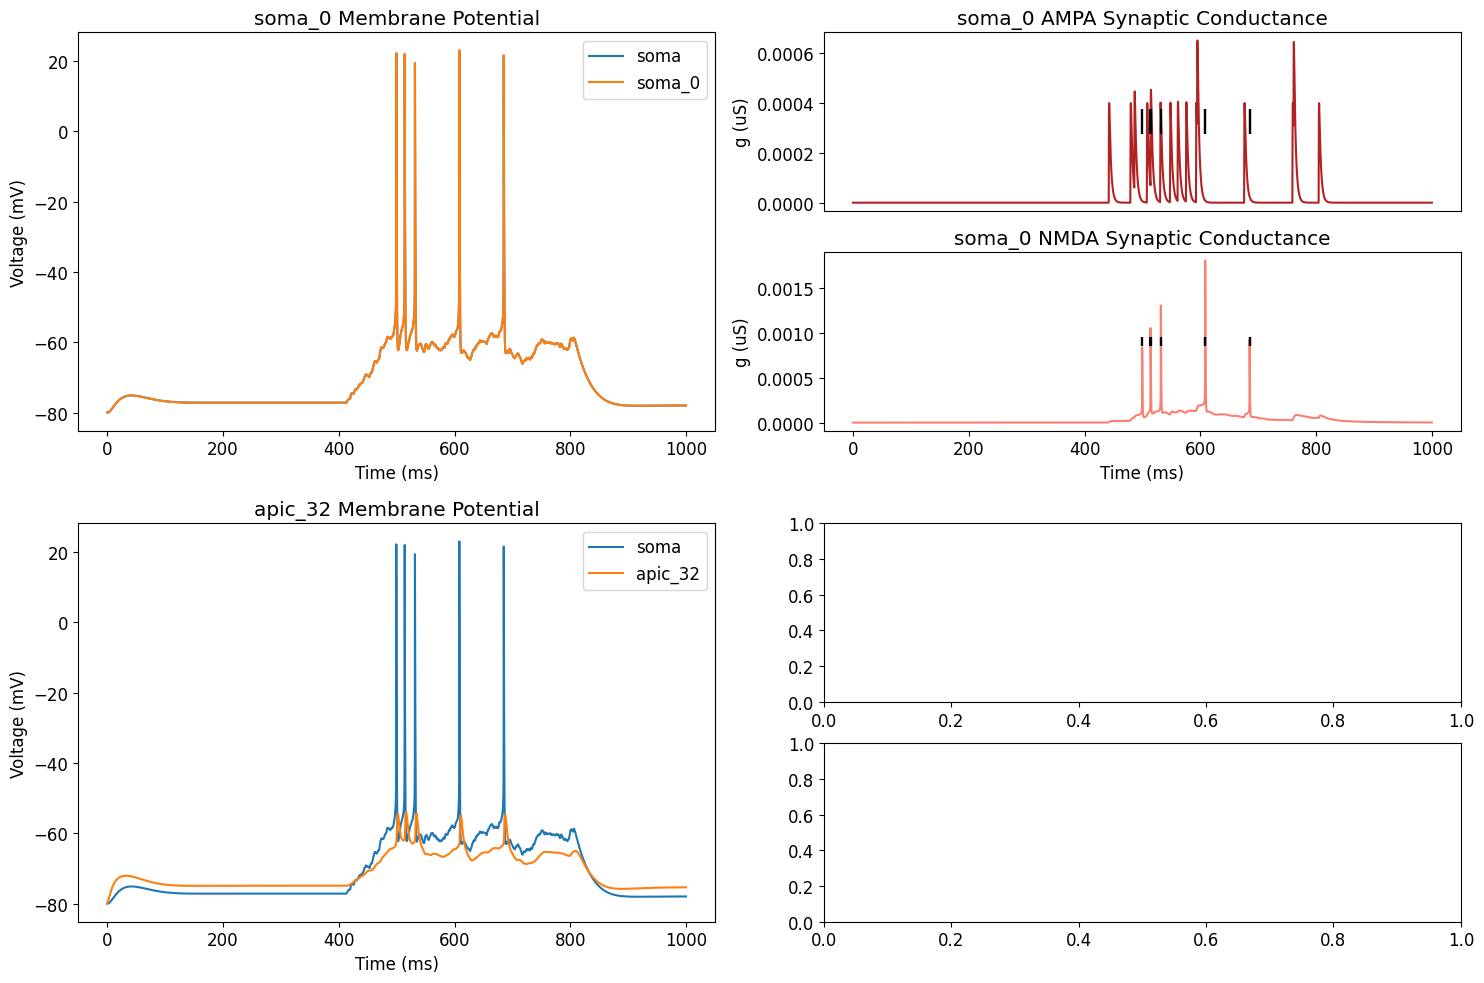 soma_0 Membrane Potential
20
0
−20
−40
−60
−80
Voltage (mV)
soma
soma_0
0 200 400 600 800 1000
Time (ms)
soma_0 AMPA Synaptic Conductance
0.0006
0.0004
0.0002
0.0000
g (uS)
soma_0 NMDA Synaptic Conductance
0.0015
0.0010
0.0005
0.0000
g (uS)
0 200 400 600 800 1000
Time (ms)
apic_32 Membrane Potential
20
0
−20
−40
−60
−80
Voltage (mV)
soma
apic_32
0 200 400 600 800 1000
Time (ms)
1.0
0.8
0.6
0.4
0.2
0.0
0.0 0.2 0.4 0.6 0.8 1.0
1.0
0.8
0.6
0.4
0.2
0.0
0.0 0.2 0.4 0.6 0.8 1.0